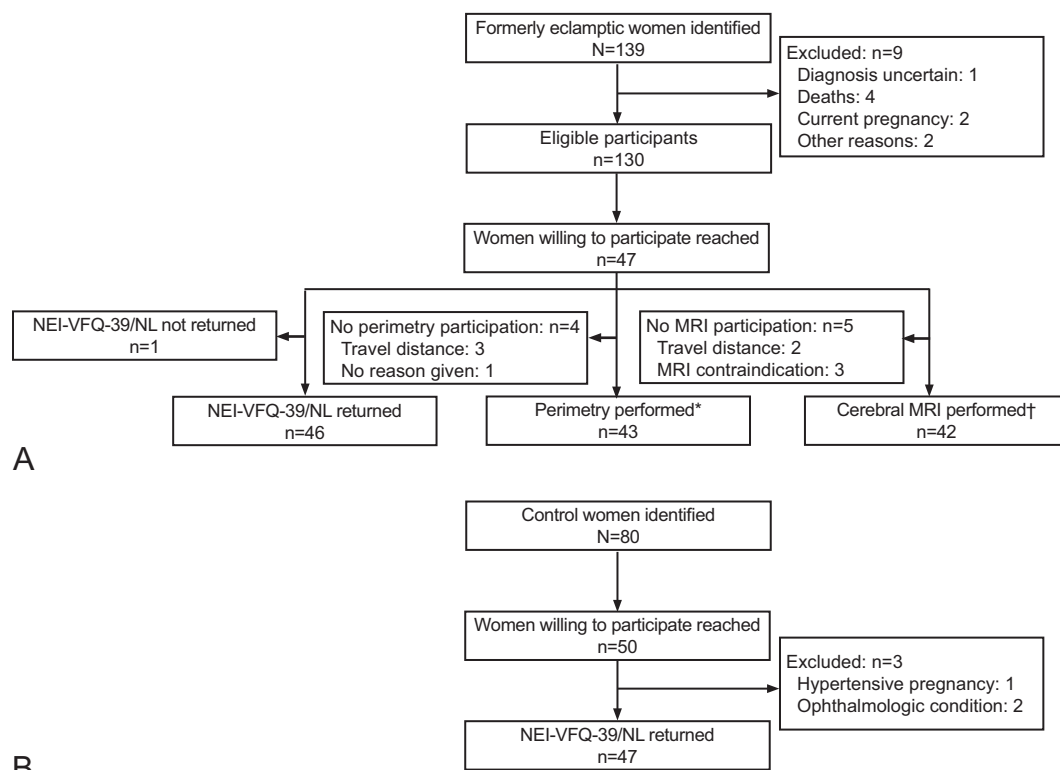 Formerly eclamptic women identified
N=139
Excluded: n=9
Diagnosis uncertain: 1
Deaths: 4
Current pregnancy: 2
Other reasons: 2
Eligible participants
n=130
Women willing to participate reached
n=47
NEI-VFQ-39/NL not returned
n=1
No perimetry participation: n=4
Travel distance: 3
No reason given: 1
No MRI participation: n=5
Travel distance: 2
MRI contraindication: 3
NEI-VFQ-39/NL returned
n=46
Perimetry performed*
n=43
Cerebral MRI performed†
n=42
A
Control women identified
N=80
Women willing to participate reached
n=50
Excluded: n=3
Hypertensive pregnancy: 1
Ophthalmologic condition: 2
NEI-VFQ-39/NL returned
n=47
B